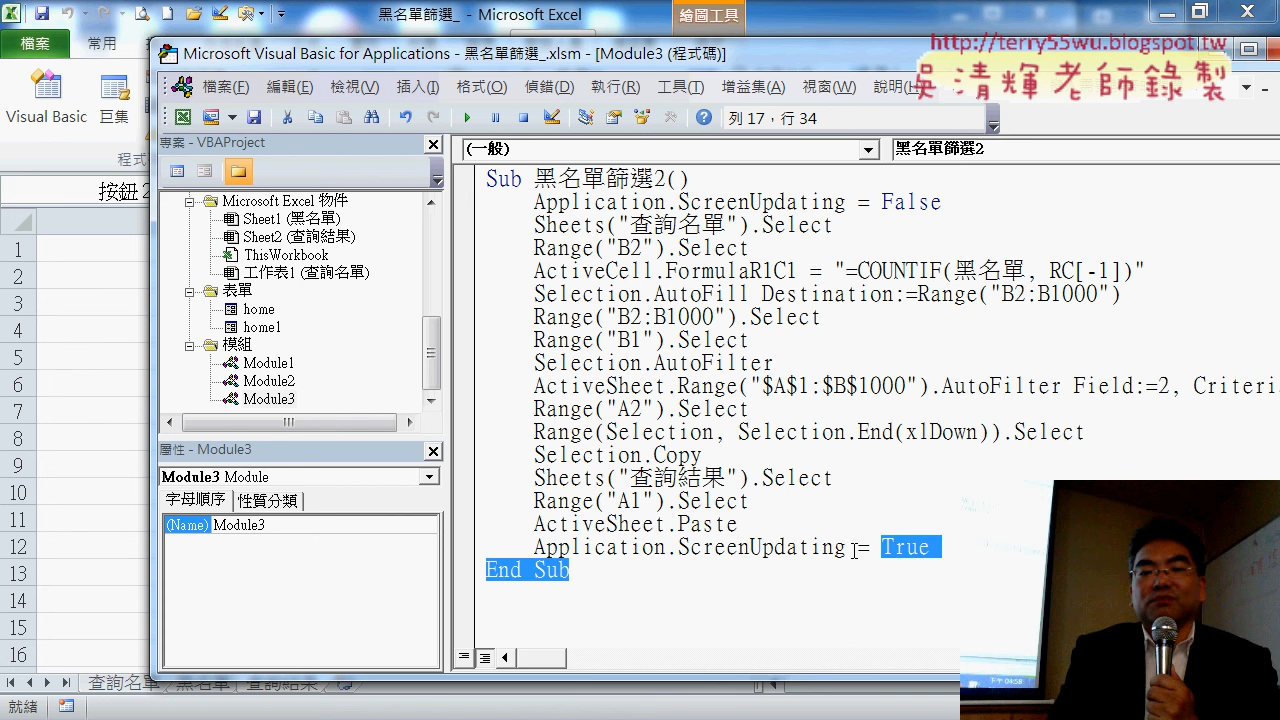 黑名單篩選_ - Microsoft Excel
繪圖工具
檔案
常用
Visual Basic
巨集
程式
按鈕 2
1
2
3
4
5
6
7
8
9
10
11
12
13
14
15
16
查詢名單
黑名單
查詢結果
就緒
Microsoft Visual Basic for Applications - 黑名單篩選_.xlsm - [Module3 (程式碼)]
http://terry55wu.blogspot.tw
吳清輝老師錄製
檔案(F) 編輯(E) 檢視(V) 插入(I) 格式(O) 偵錯(D) 執行(R) 工具(T) 增益集(A) 視窗(W) 說明(H)
列 17，行 34
專案 - VBAProject
Microsoft Excel 物件
Sheet1 (黑名單)
Sheet2 (查詢結果)
ThisWorkbook
工作表1 (查詢名單)
表單
home
home1
模組
Module1
Module2
Module3
屬性 - Module3
Module3 Module
字母順序 性質分類
(Name) Module3
(一般)
黑名單篩選2
Sub 黑名單篩選2()
Application.ScreenUpdating = False
Sheets("查詢名單").Select
Range("B2").Select
ActiveCell.FormulaR1C1 = "=COUNTIF(黑名單, RC[-1])"
Selection.AutoFill Destination:=Range("B2:B1000")
Range("B2:B1000").Select
Range("B1").Select
Selection.AutoFilter
ActiveSheet.Range("$A$1:$B$1000").AutoFilter Field:=2, Criteria
Range("A2").Select
Range(Selection, Selection.End(xlDown)).Select
Selection.Copy
Sheets("查詢結果").Select
Range("A1").Select
ActiveSheet.Paste
Application.ScreenUpdating = True
End Sub
下午 04:58